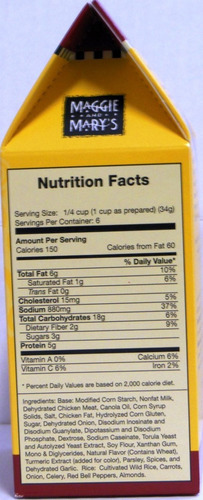 MAGGIE
AND
MARY'S
Nutrition Facts
Serving Size: 1/4 cup (1 cup as prepared) (34g)
Servings Per Container: 6
Amount Per Serving
Calories 150 Calories from Fat 60
% Daily Value*
Total Fat 6g 10%
Saturated Fat 1g 6%
Trans Fat 0g
Cholesterol 15mg 5%
Sodium 880mg 37%
Total Carbohydrates 18g 6%
Dietary Fiber 2g 9%
Sugars 3g
Protein 5g
Vitamin A 0% Calcium 6%
Vitamin C 6% Iron 2%
* Percent Daily Values are based on 2,000 calorie diet.
Ingredients: Base: Modified Corn Starch, Nonfat Milk,
Dehydrated Chicken Meat, Canola Oil, Corn Syrup
Solids, Salt, Chicken Fat, Hydrolyzed Corn Gluten,
Sugar, Dehydrated Onion, Disodium Inosinate and
Disodium Guanylate, Dipotassium and Disodium
Phosphate, Dextrose, Sodium Caseinate, Torula Yeast
and Autolyzed Yeast Extract, Soy Flour, Xanthan Gum,
Mono & Diglycerides, Natural Flavor (Contains Wheat),
Turmeric Extract (added for color), Parsley, Spices, and
Dehydrated Garlic. Rice: Cultivated Wild Rice, Carrots,
Onion, Celery, Red Bell Peppers, Almonds.